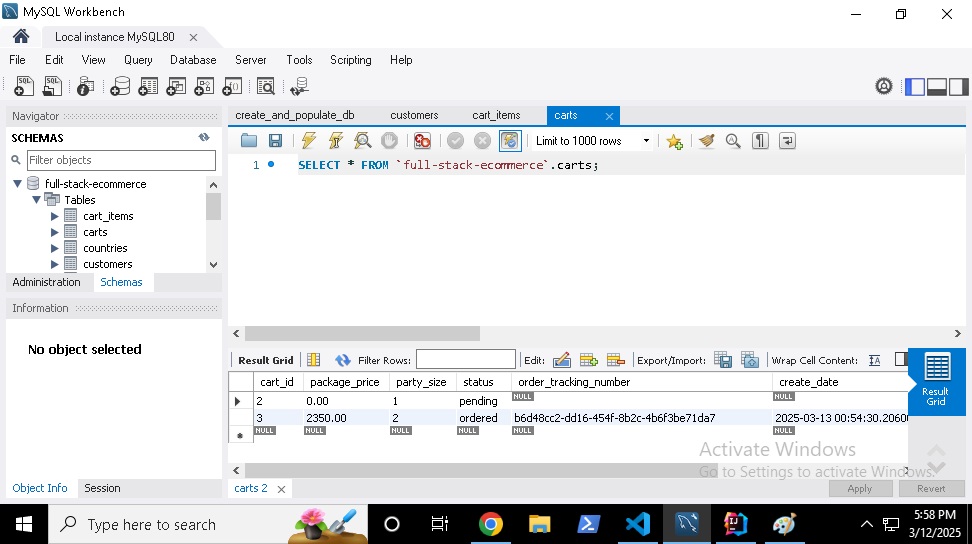 MySQL Workbench
Local instance MySQL80
File Edit View Query Database Server Tools Scripting Help
Navigator
SCHEMAS
Filter objects
full-stack-ecommerce
Tables
cart_items
carts
countries
customers
Administration Schemas
Information
No object selected
Object Info Session
create_and_populate_db customers cart_items carts
Limit to 1000 rows
1 SELECT * FROM `full-stack-ecommerce`.carts;
Result Grid Filter Rows: Edit: Export/Import: Wrap Cell Content:
Result Grid
cart_id package_price party_size status order_tracking_number create_date
2 0.00 1 pending NULL NULL
3 2350.00 2 ordered b6d48cc2-dd16-454f-8b2c-4b6f3be71da7 2025-03-13 00:54:30.2060
NULL NULL NULL NULL NULL NULL
Activate Windows
Go to Settings to activate Windows.
carts 2
Apply Revert
Type here to search
5:58 PM
3/12/2025